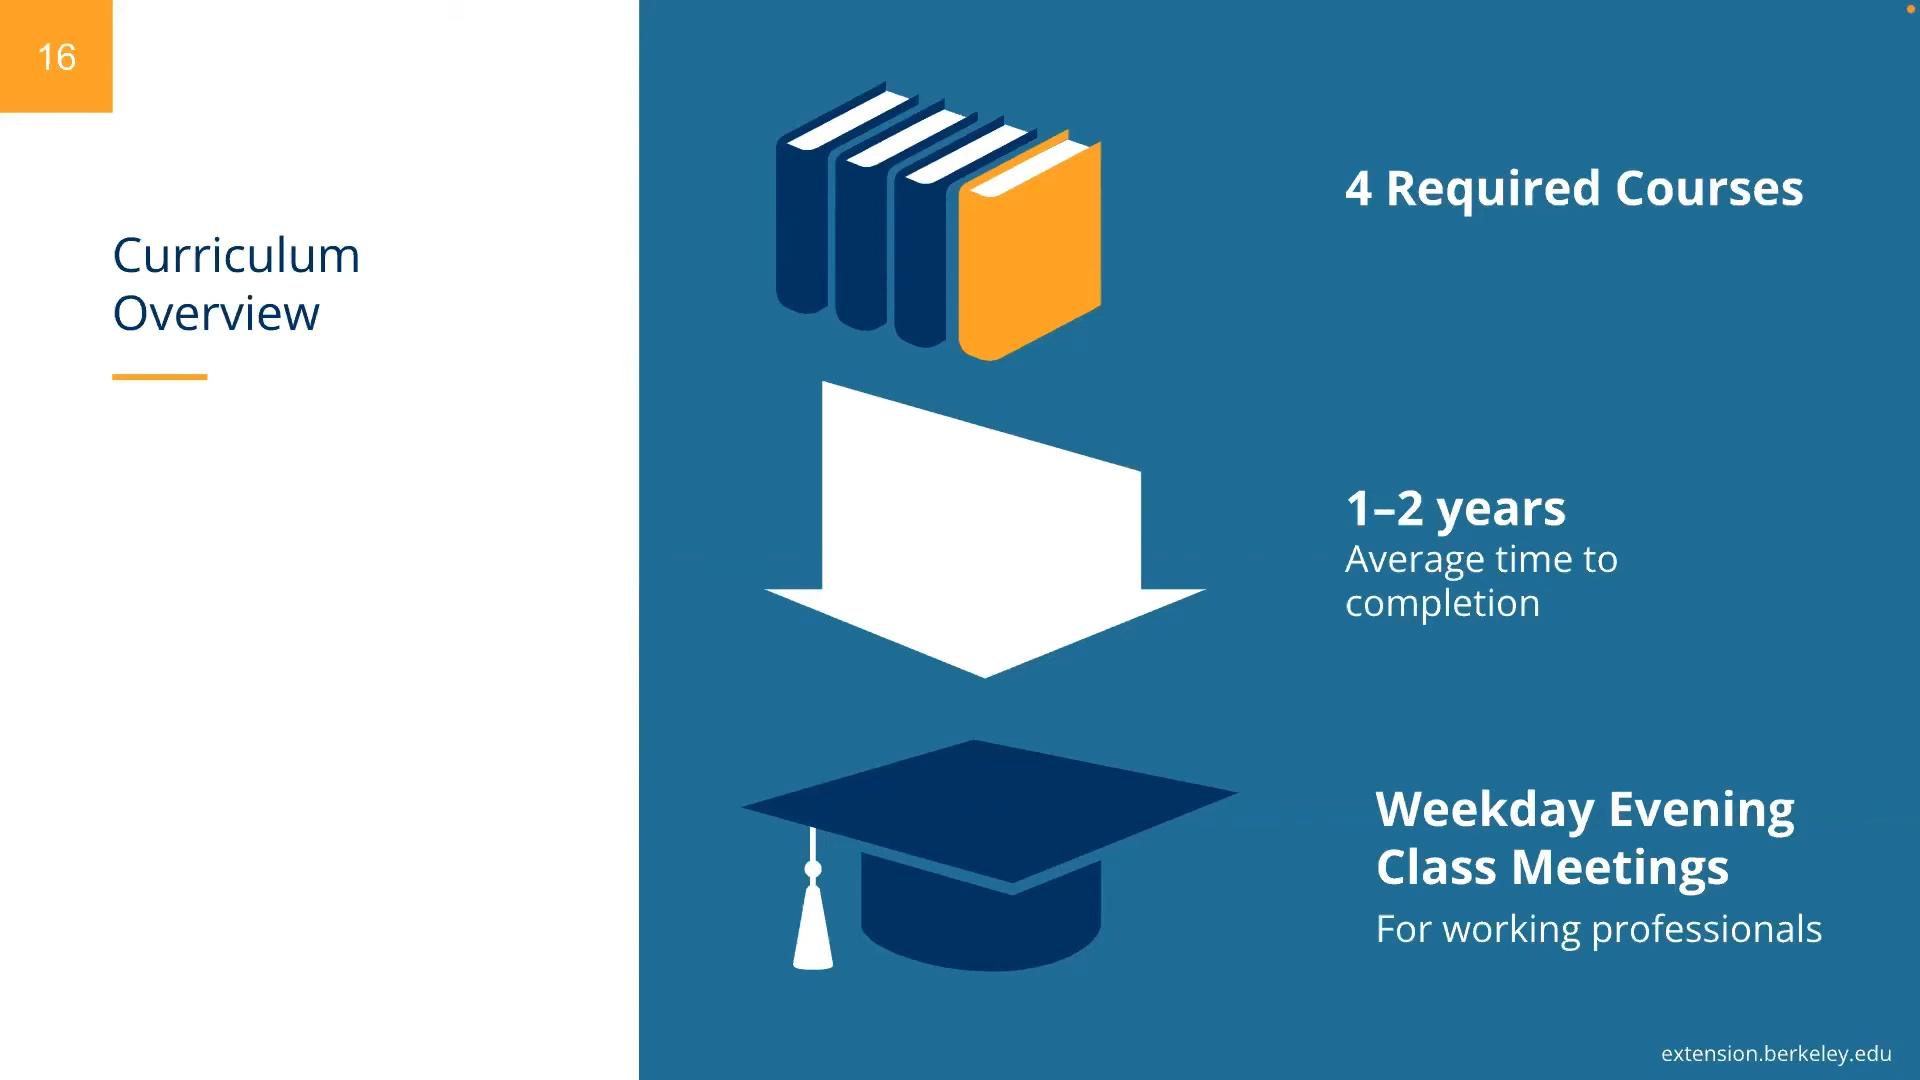 16
Curriculum
Overview
4 Required Courses
1–2 years
Average time to
completion
Weekday Evening
Class Meetings
For working professionals
extension.berkeley.edu